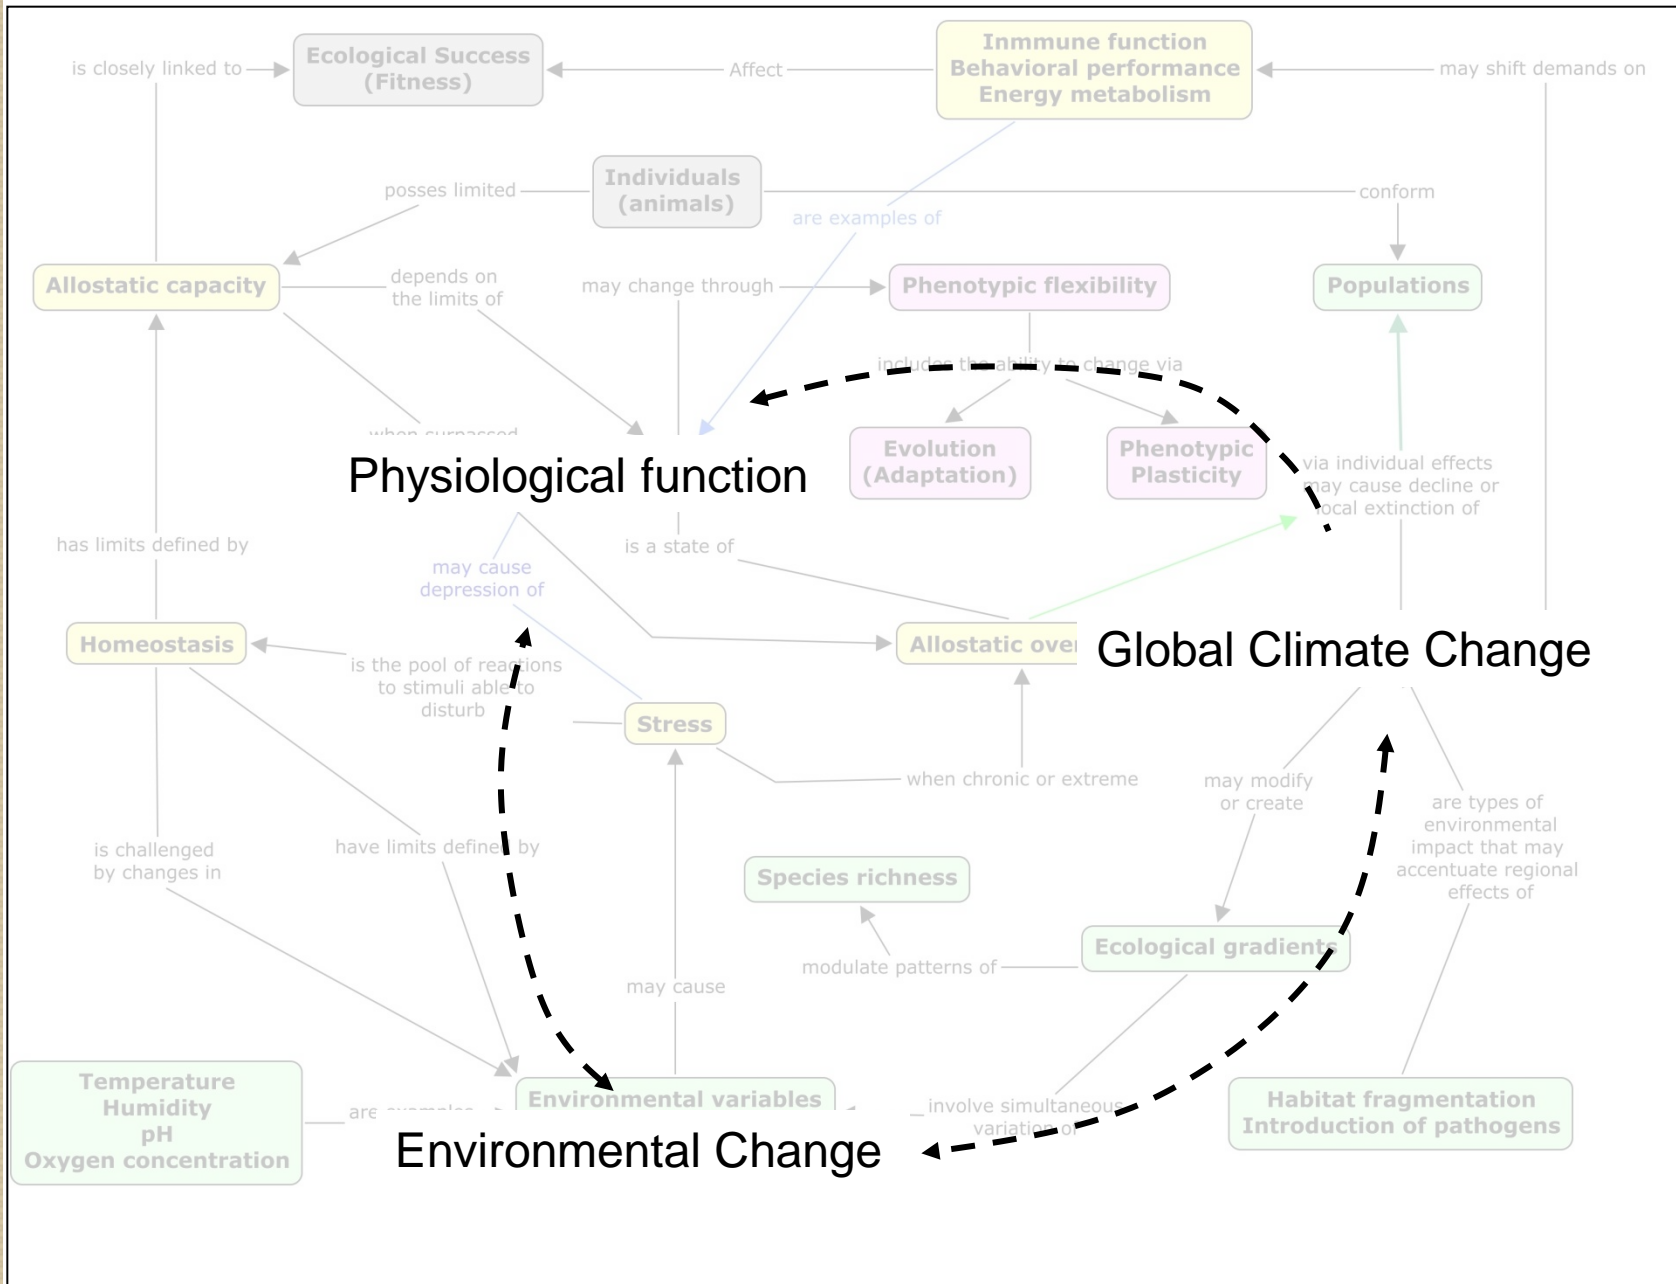 is closely linked to
Ecological Success
(Fitness)
Affect
Inmmune function
Behavioral performance
Energy metabolism
may shift demands on
posses limited
Individuals
(animals)
conform
are examples of
Allostatic capacity
depends on
the limits of
may change through
Phenotypic flexibility
Populations
includes the ability to change via
when surpassed
Physiological function
Evolution
(Adaptation)
Phenotypic
Plasticity
via individual effects
may cause decline or
local extinction of
has limits defined by
is a state of
may cause
depression of
Homeostasis
is the pool of reactions
to stimuli able to
disturb
Allostatic over
Global Climate Change
Stress
when chronic or extreme
may modify
or create
are types of
environmental
impact that may
accentuate regional
effects of
is challenged
by changes in
have limits defined by
Species richness
Ecological gradients
modulate patterns of
may cause
Temperature
Humidity
pH
Oxygen concentration
are examples
Environmental variables
involve simultaneous
variation of
Habitat fragmentation
Introduction of pathogens
Environmental Change